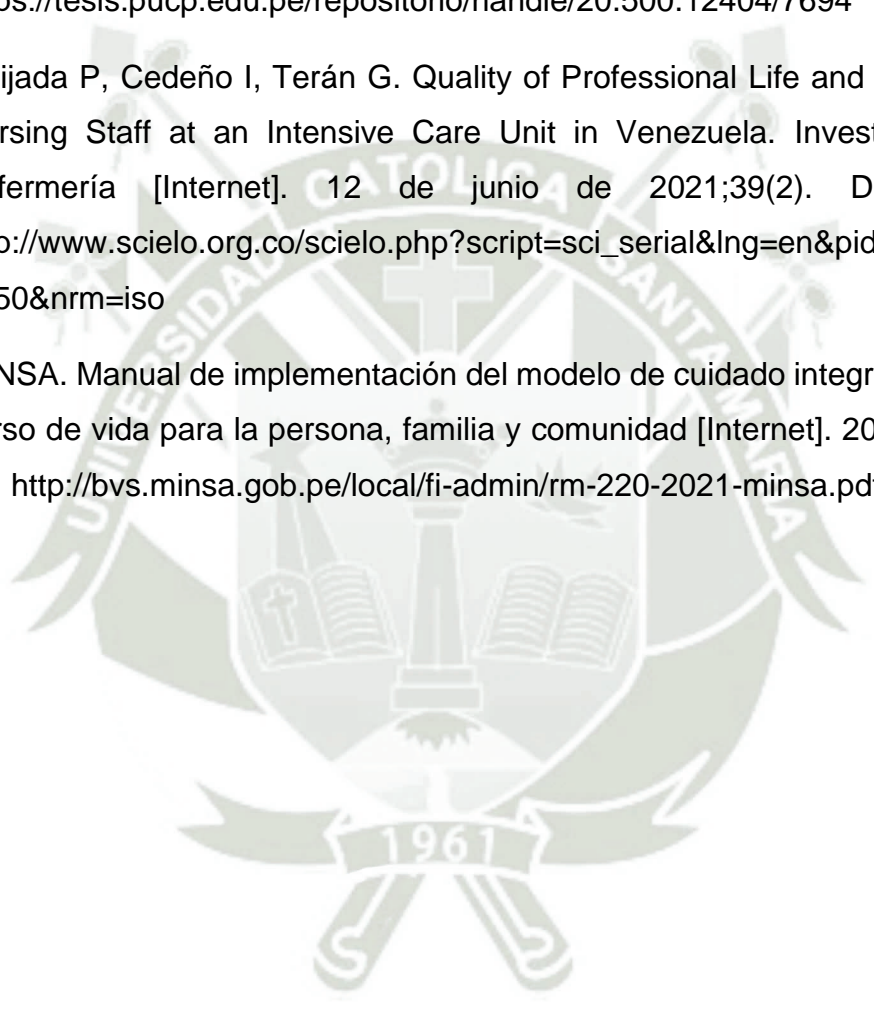 ps://tesis.pucp.edu.pe/repositorio/handle/20.500.12404/7694
ijada P, Cedeño I, Terán G. Quality of Professional Life and
rsing Staff at an Intensive Care Unit in Venezuela. Invest
fermería [Internet]. 12 de junio de 2021;39(2). D
o://www.scielo.org.co/scielo.php?script=sci_serial&lng=en&pid
50&nrm=iso
NSA. Manual de implementación del modelo de cuidado integr
rso de vida para la persona, familia y comunidad [Internet]. 20
http://bvs.minsa.gob.pe/local/fi-admin/rm-220-2021-minsa.pdf
UNIVERSIDAD CATOLICA SANTA MARIA
1961